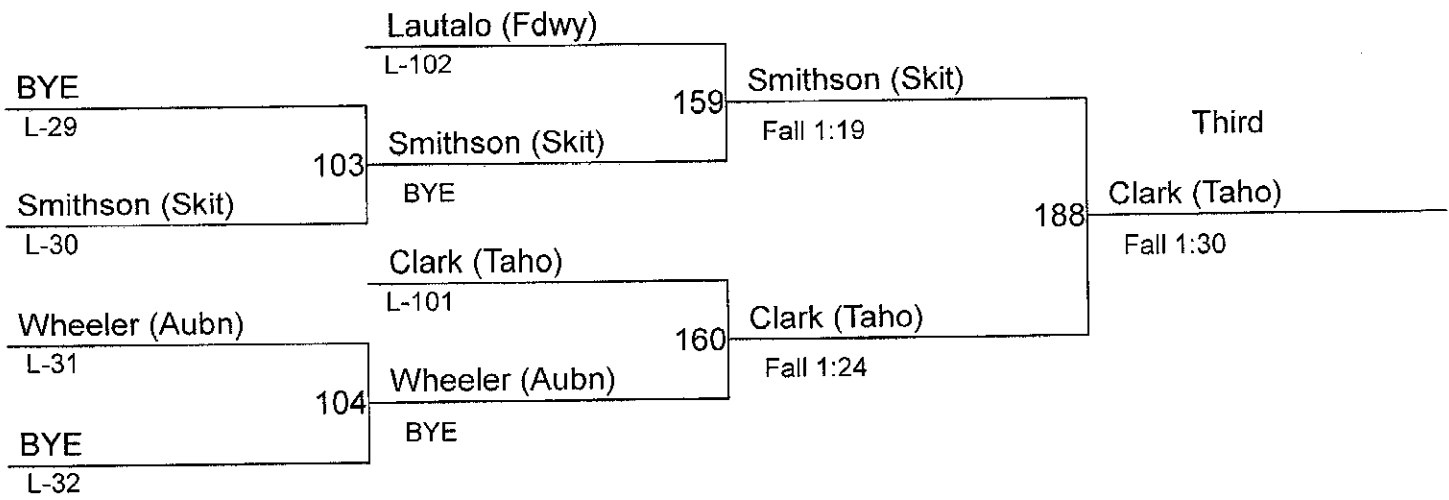 Lautalo (Fdwy)
L-102
BYE
L-29
159
Smithson (Skit)
Fall 1:19
Third
103
Smithson (Skit)
BYE
Smithson (Skit)
L-30
188
Clark (Taho)
Fall 1:30
Clark (Taho)
L-101
Wheeler (Aubn)
L-31
160
Clark (Taho)
Fall 1:24
104
Wheeler (Aubn)
BYE
BYE
L-32